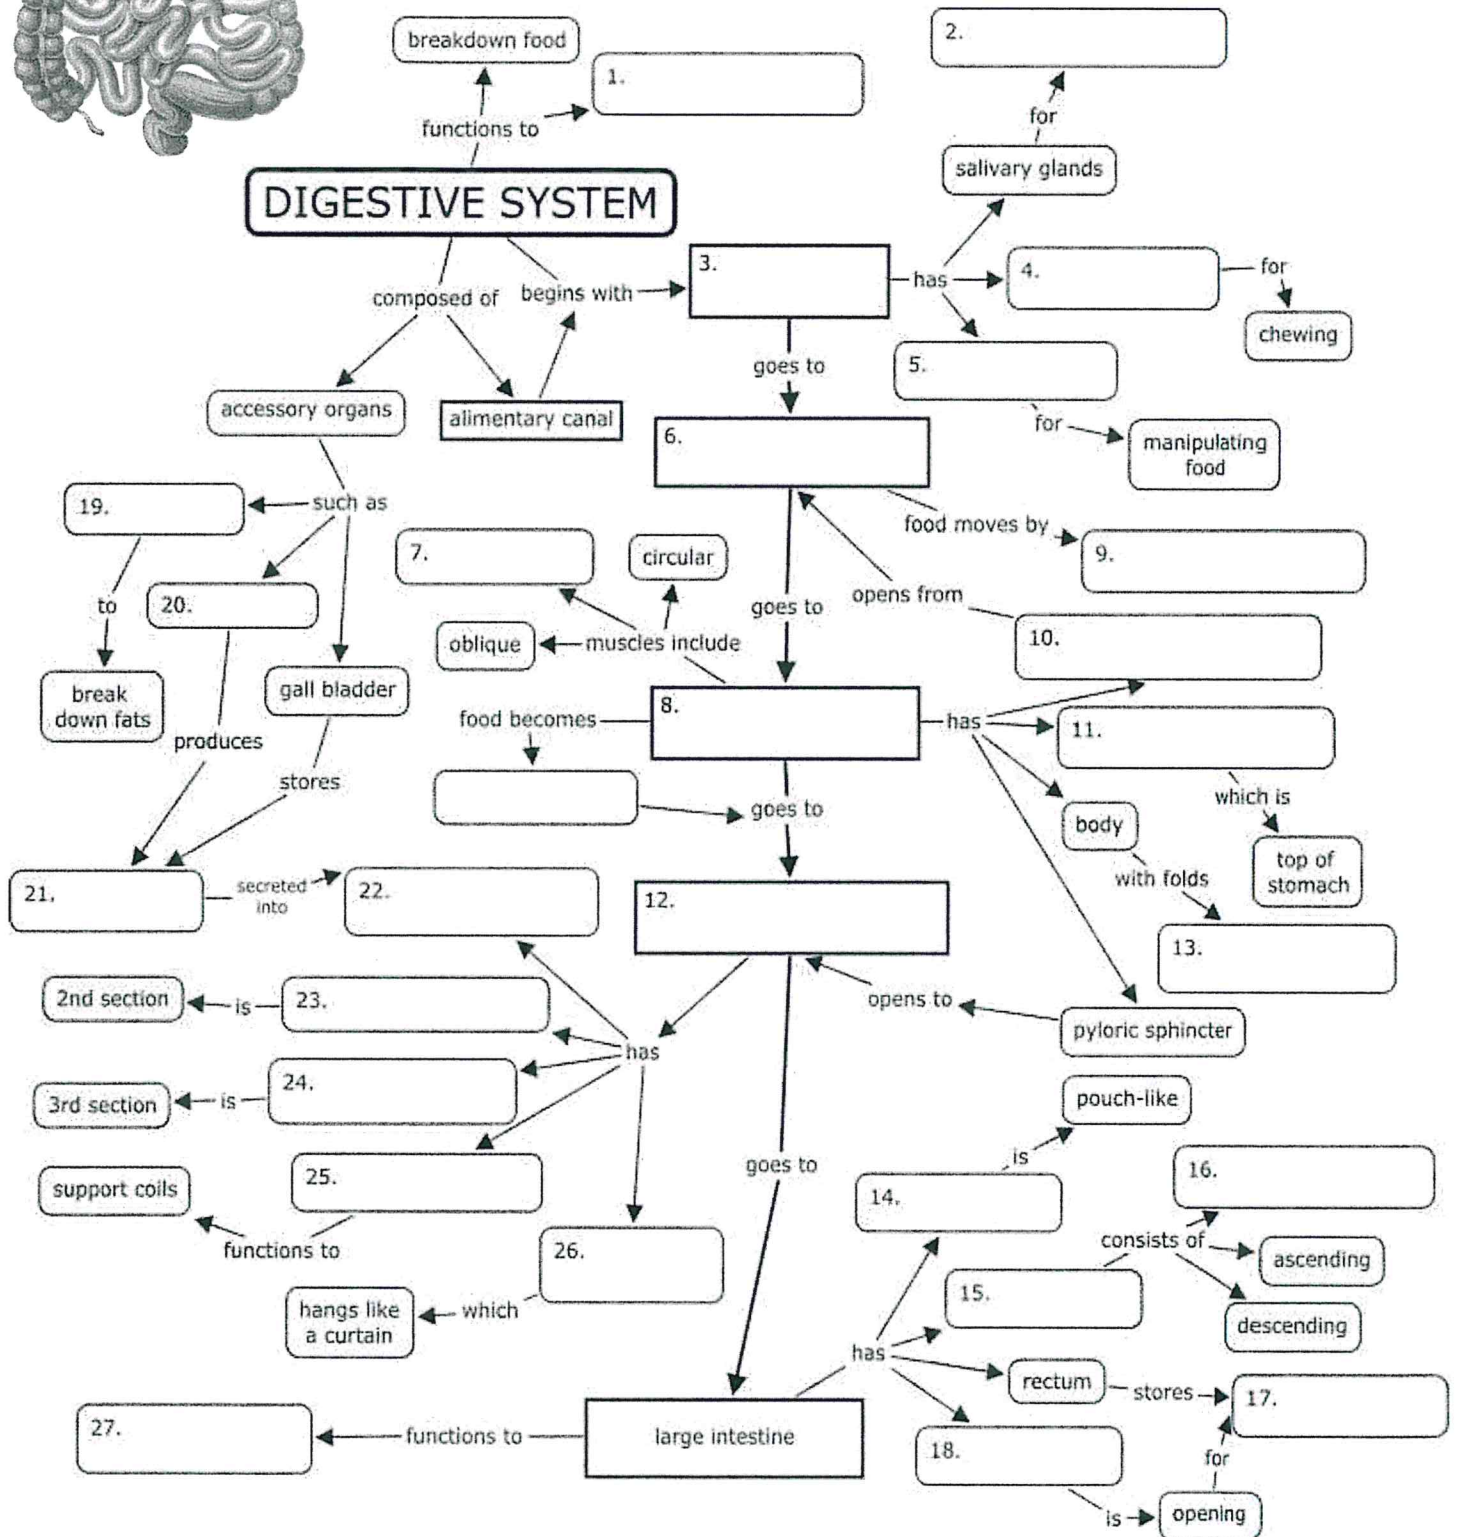 breakdown food
2.
1.
functions to
for
salivary glands
DIGESTIVE SYSTEM
3.
has
4.
for
composed of
begins with
chewing
goes to
5.
accessory organs
alimentary canal
for
manipulating
food
6.
such as
19.
food moves by
7.
circular
9.
to
20.
goes to
opens from
oblique
muscles include
10.
break
down fats
gall bladder
8.
food becomes
has
11.
produces
stores
which is
goes to
body
top of
stomach
with folds
21.
secreted
into
22.
12.
13.
2nd section
is
23.
opens to
pyloric sphincter
has
24.
3rd section
is
pouch-like
is
goes to
25.
support coils
16.
14.
functions to
consists of
26.
ascending
15.
hangs like
a curtain
which
descending
has
rectum
stores
17.
27.
functions to
large intestine
18.
for
is
opening